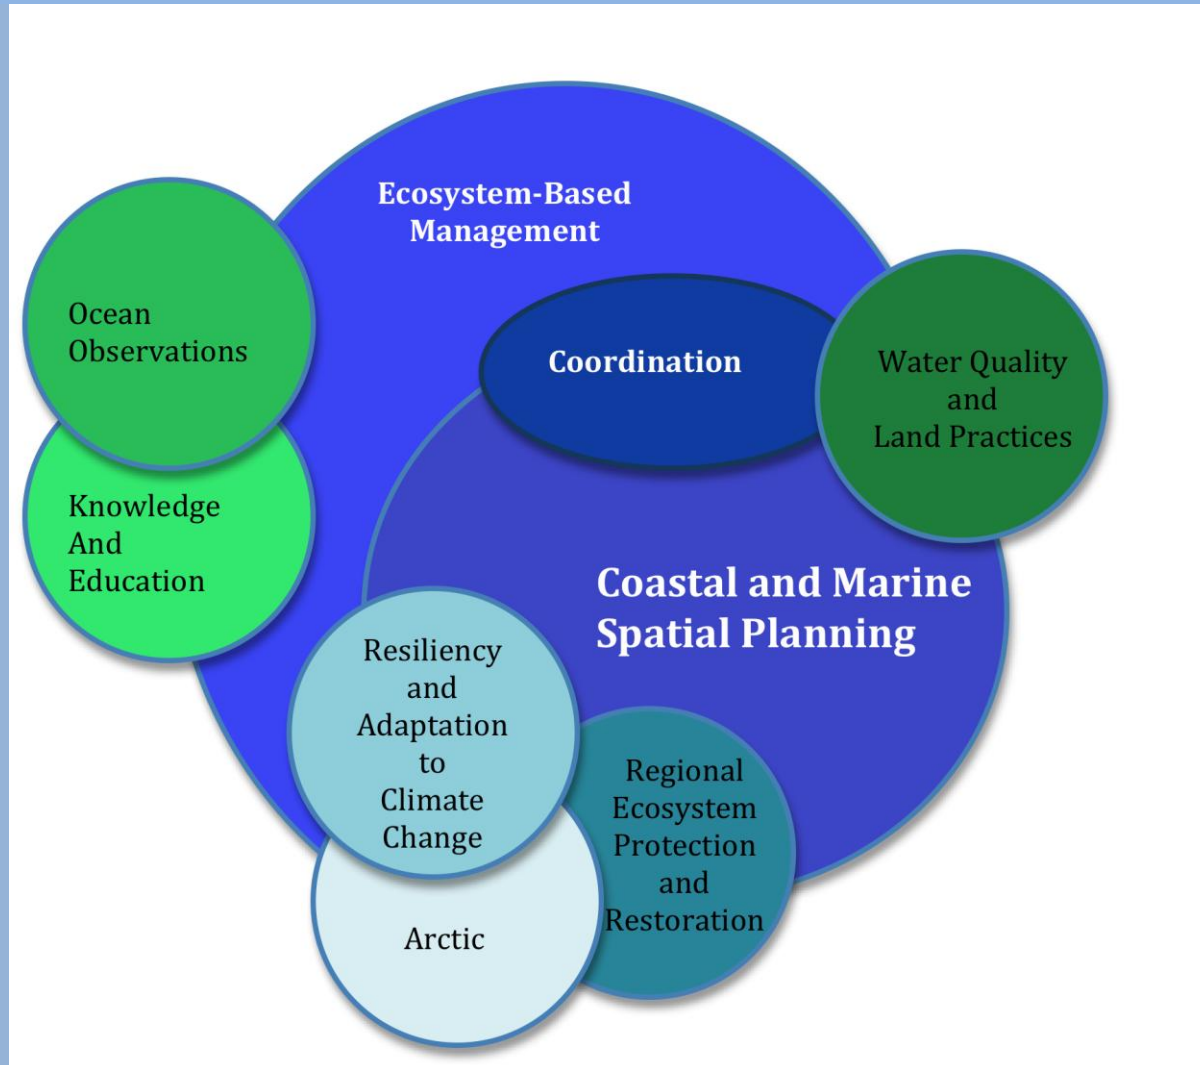 Ecosystem-Based
Management
Ocean
Observations
Coordination
Water Quality
and
Land Practices
Knowledge
And
Education
Coastal and Marine
Spatial Planning
Resiliency
and
Adaptation
to
Climate
Change
Regional
Ecosystem
Protection
and
Restoration
Arctic